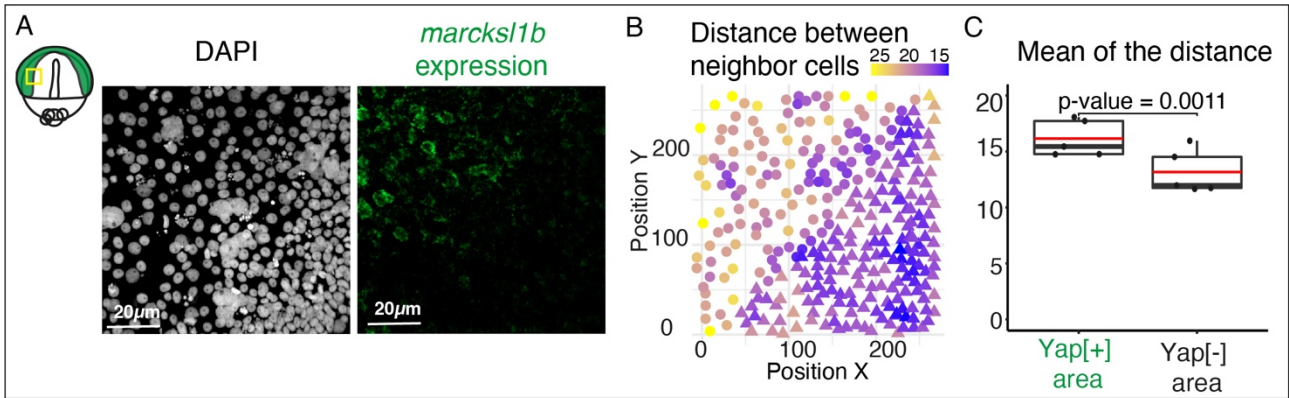 A
DAPI
marcksl1b
expression
20µm
20µm
B
Distance between
neighbor cells
25 20 15
Position Y
200
100
0
0 100 200
Position X
C
Mean of the distance
p-value = 0.0011
20
15
10
5
0
Yap[+]
area
Yap[-]
area